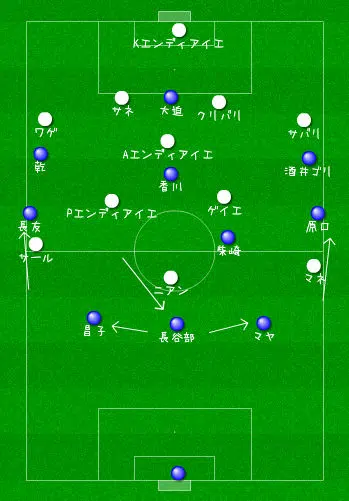 Kエンディアイエ
サネ
大迫
クリバリ
ワゲ
サバリ
Aエンディアイエ
乾
酒井ゴリ
香川
Pエンディアイエ
ゲイエ
長友
原口
サール
柴崎
マネ
ニアン
昌子
長谷部
マヤ